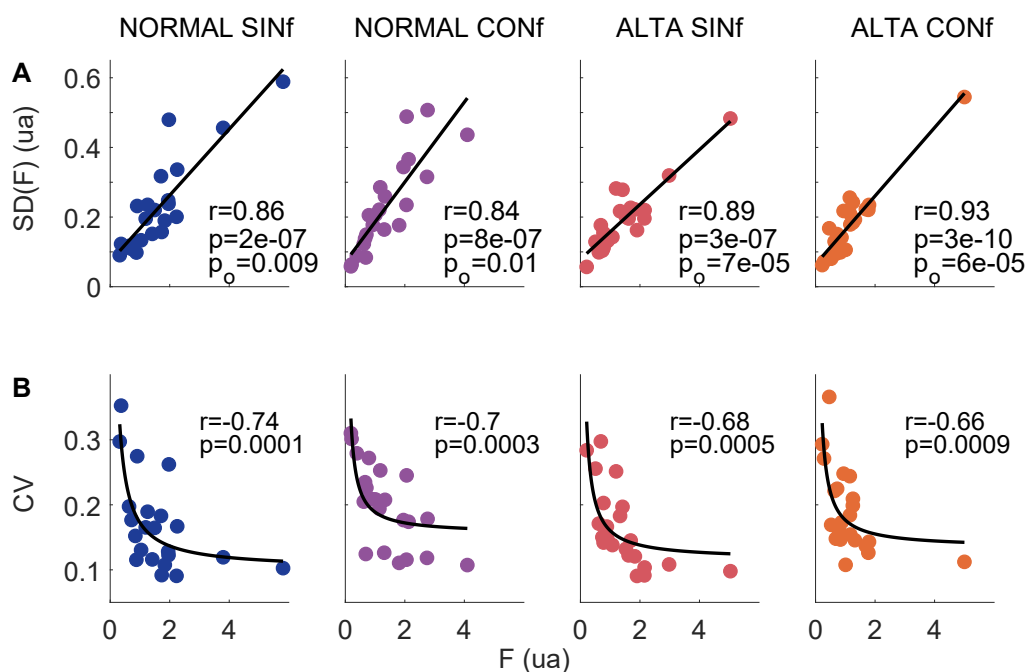 NORMAL SINf
NORMAL CONf
ALTA SINf
ALTA CONf
A
SD(F) (ua)
0.6
0.4
0.2
0
r=0.86
p=2e-07
p_o=0.009
r=0.84
p=8e-07
p_o=0.01
r=0.89
p=3e-07
p_o=7e-05
r=0.93
p=3e-10
p_o=6e-05
B
CV
0.3
0.2
0.1
r=-0.74
p=0.0001
r=-0.7
p=0.0003
r=-0.68
p=0.0005
r=-0.66
p=0.0009
0 2 4
0 2 4
0 2 4
0 2 4
F (ua)